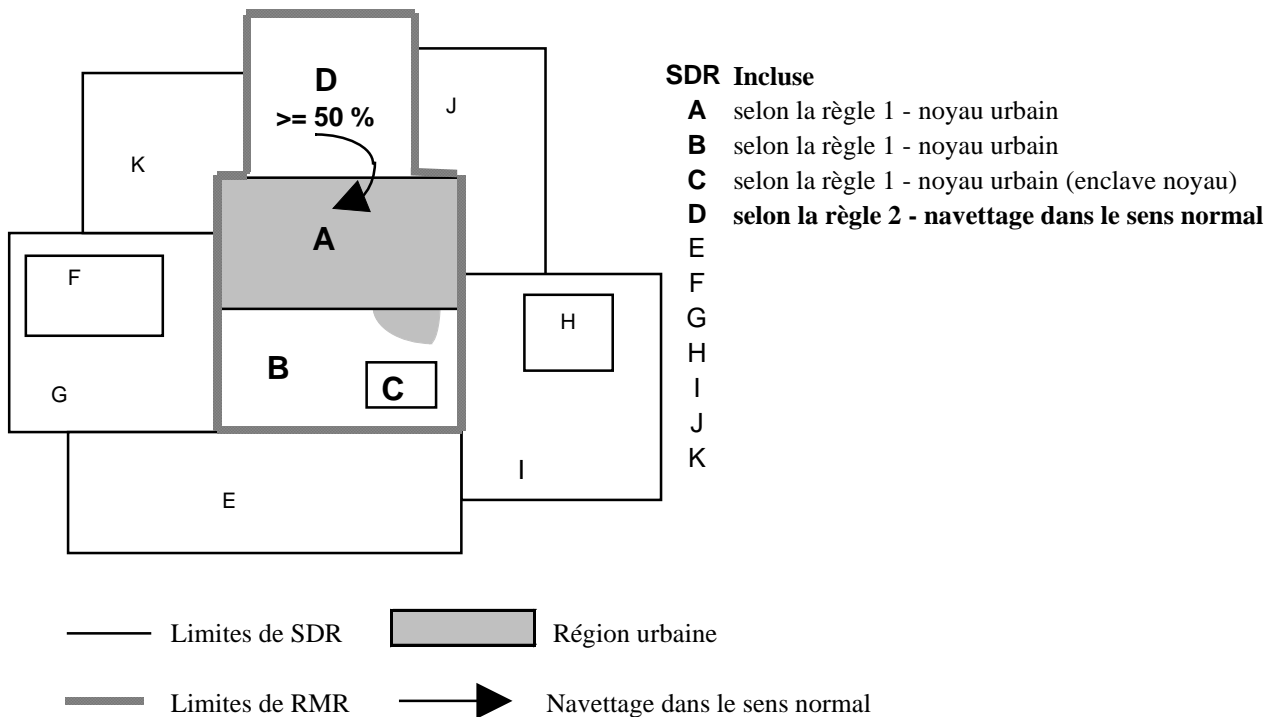 D
>= 50 %
J
K
A
F
H
B
C
G
I
E
SDR Incluse
A selon la règle 1 - noyau urbain
B selon la règle 1 - noyau urbain
C selon la règle 1 - noyau urbain (enclave noyau)
D selon la règle 2 - navettage dans le sens normal
E
F
G
H
I
J
K
Limites de SDR Région urbaine
Limites de RMR Navettage dans le sens normal